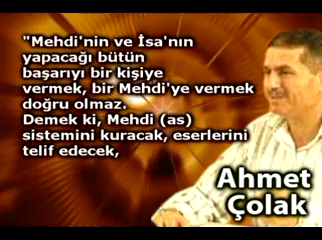 "Mehdi'nin ve İsa'nın
yapacağı bütün
başarıyı bir kişiye
vermek, bir Mehdi'ye vermek
doğru olmaz.
Demek ki, Mehdi (as)
sistemini kuracak, eserlerini
telif edecek,
Ahmet
Çolak